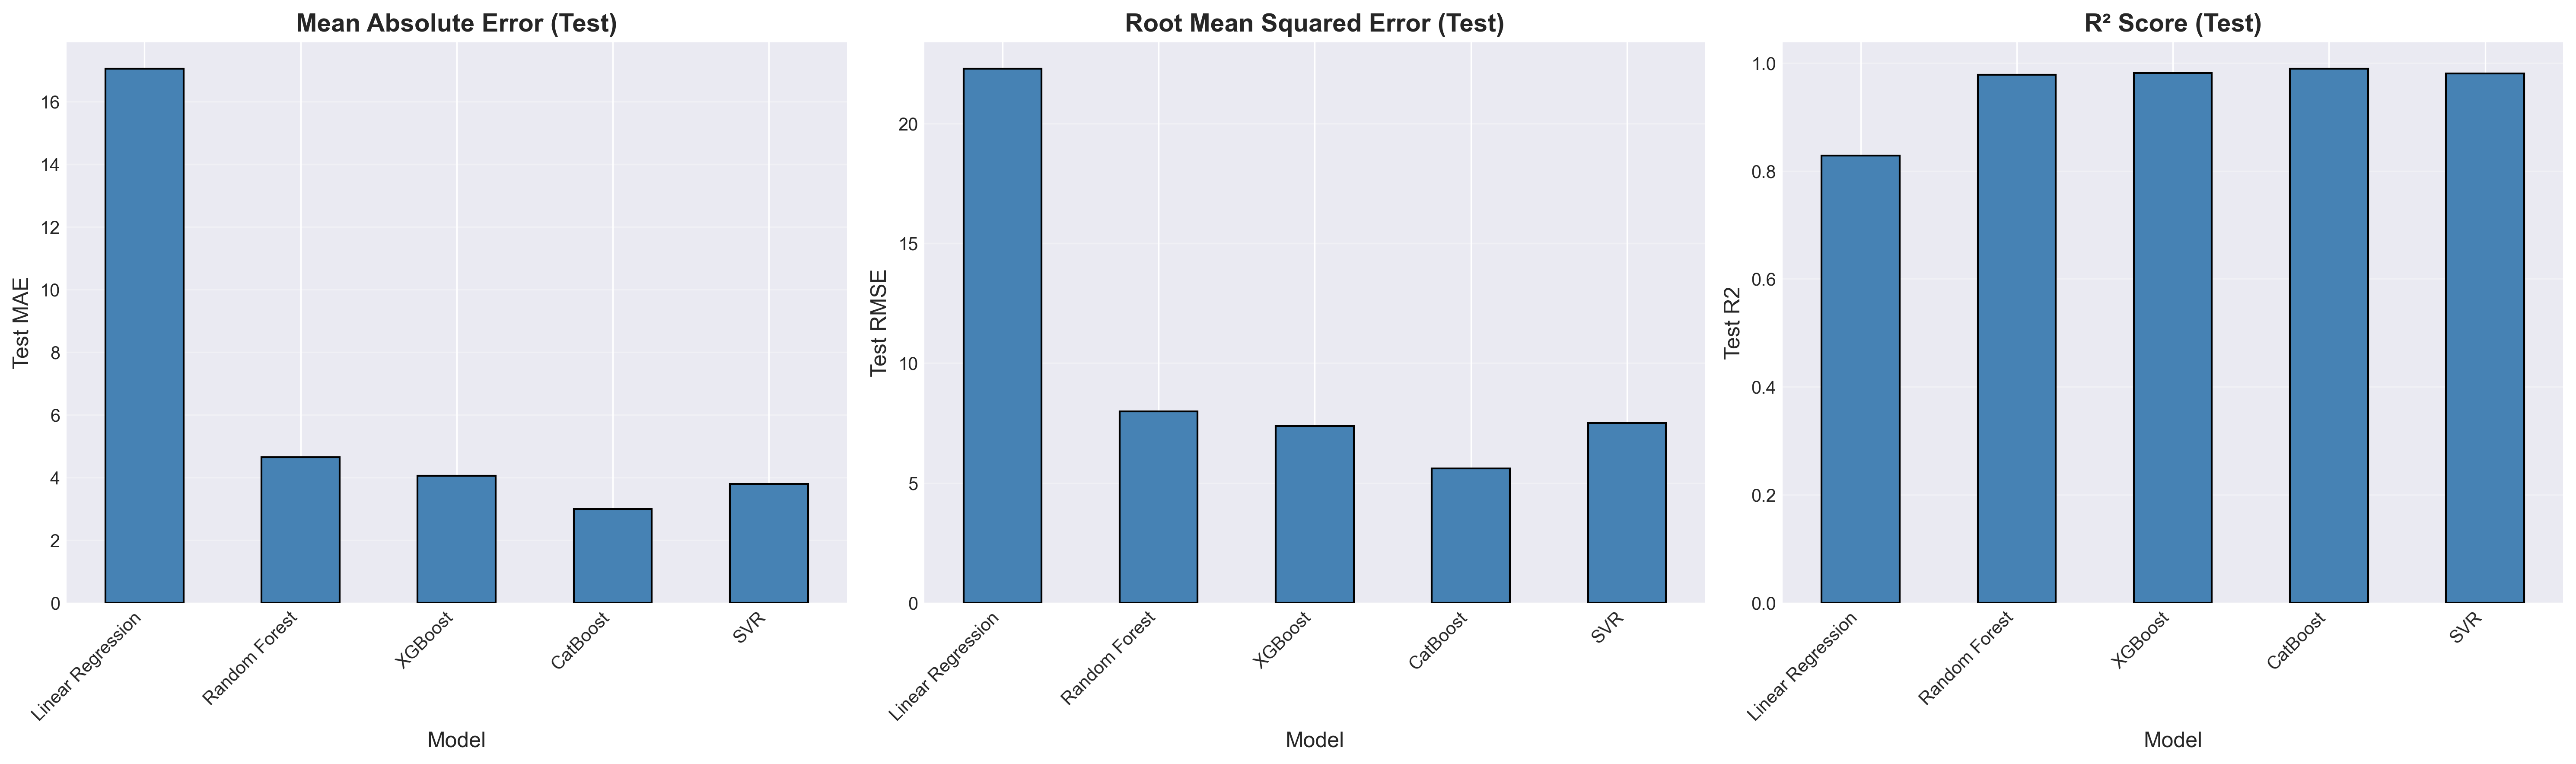 Mean Absolute Error (Test)
Test MAE
16
14
12
10
8
6
4
2
0
Linear Regression
Random Forest
XGBoost
CatBoost
SVR
Model
Root Mean Squared Error (Test)
Test RMSE
20
15
10
5
0
Linear Regression
Random Forest
XGBoost
CatBoost
SVR
Model
R² Score (Test)
Test R2
1.0
0.8
0.6
0.4
0.2
0.0
Linear Regression
Random Forest
XGBoost
CatBoost
SVR
Model